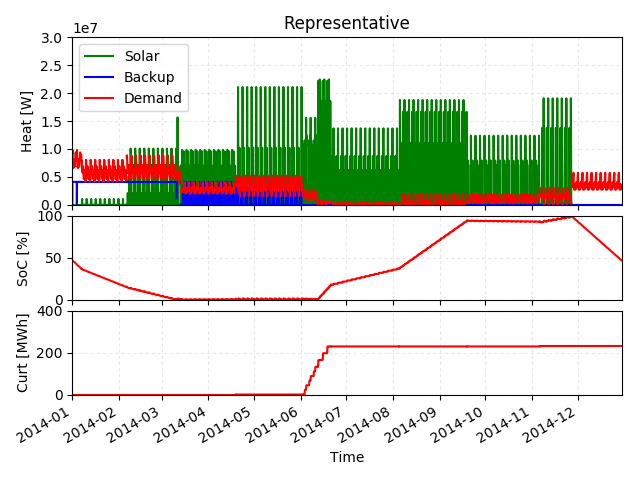 Representative
1e7
3.0
2.5
2.0
1.5
1.0
0.5
0.0
Heat [W]
Solar
Backup
Demand
100
50
0
SoC [%]
400
200
0
Curt [MWh]
2014-01
2014-02
2014-03
2014-04
2014-05
2014-06
2014-07
2014-08
2014-09
2014-10
2014-11
2014-12
Time